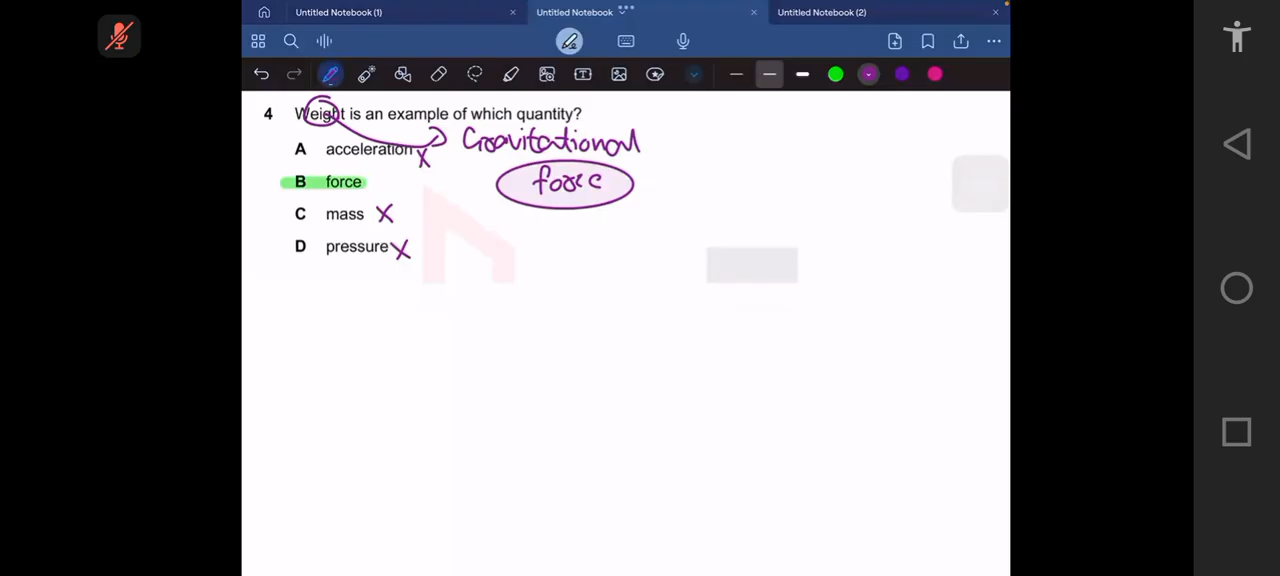 Untitled Notebook (1)
Untitled Notebook
Untitled Notebook (2)
4 Weight is an example of which quantity?
A acceleration
Gravitational
B force
force
C mass
D pressure